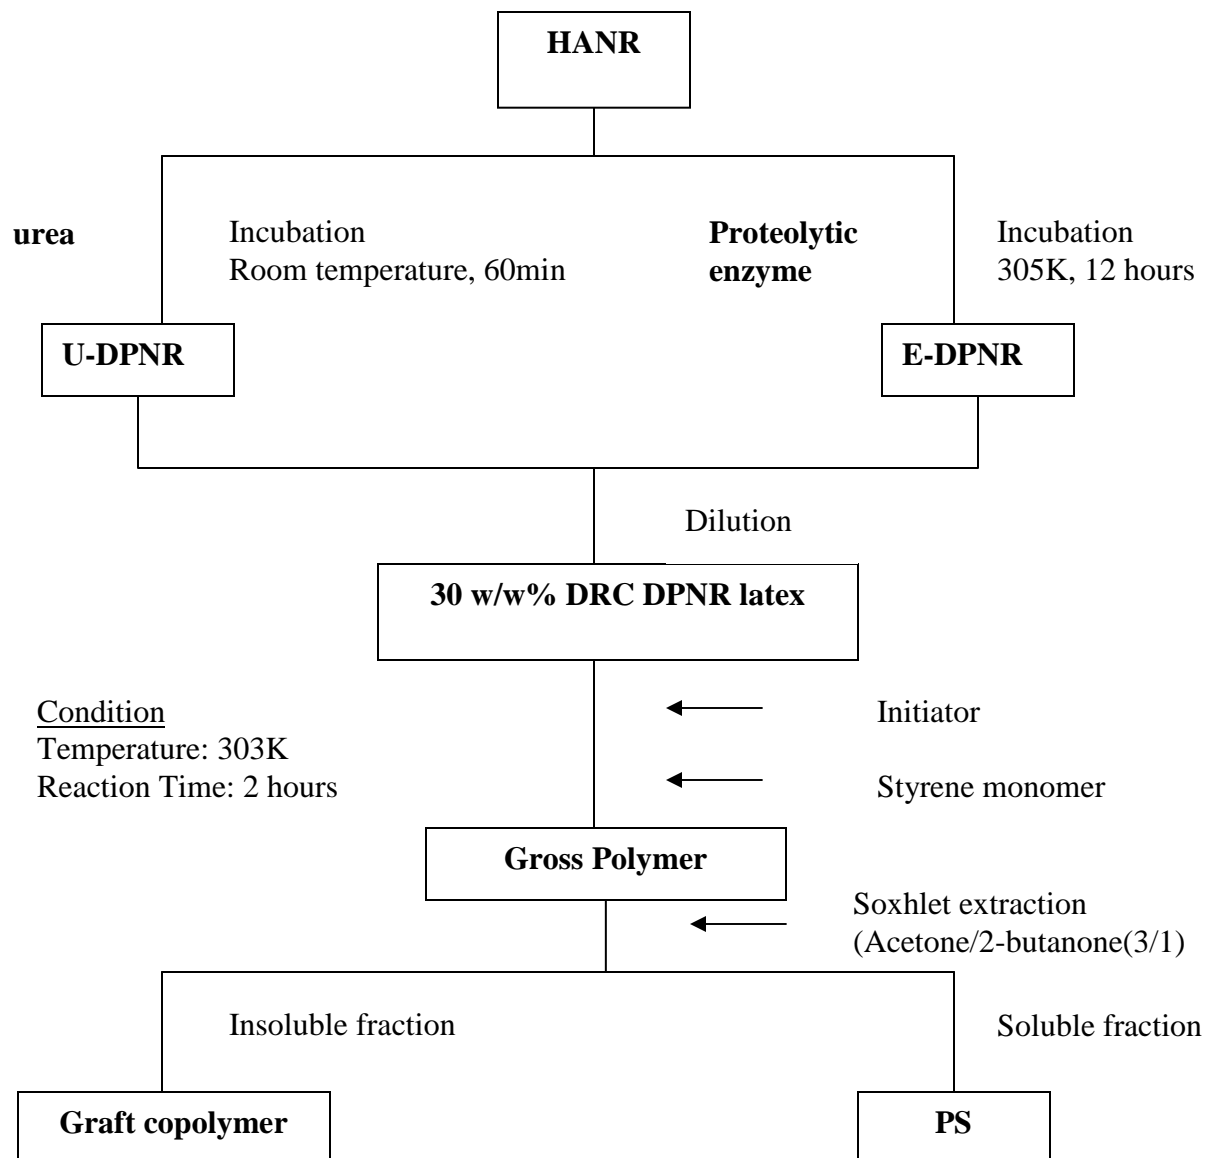 HANR
urea
Incubation
Room temperature, 60min
Proteolytic
enzyme
Incubation
305K, 12 hours
U-DPNR
E-DPNR
Dilution
30 w/w% DRC DPNR latex
Condition
Temperature: 303K
Reaction Time: 2 hours
Initiator
Styrene monomer
Gross Polymer
Soxhlet extraction
(Acetone/2-butanone(3/1)
Insoluble fraction
Soluble fraction
Graft copolymer
PS